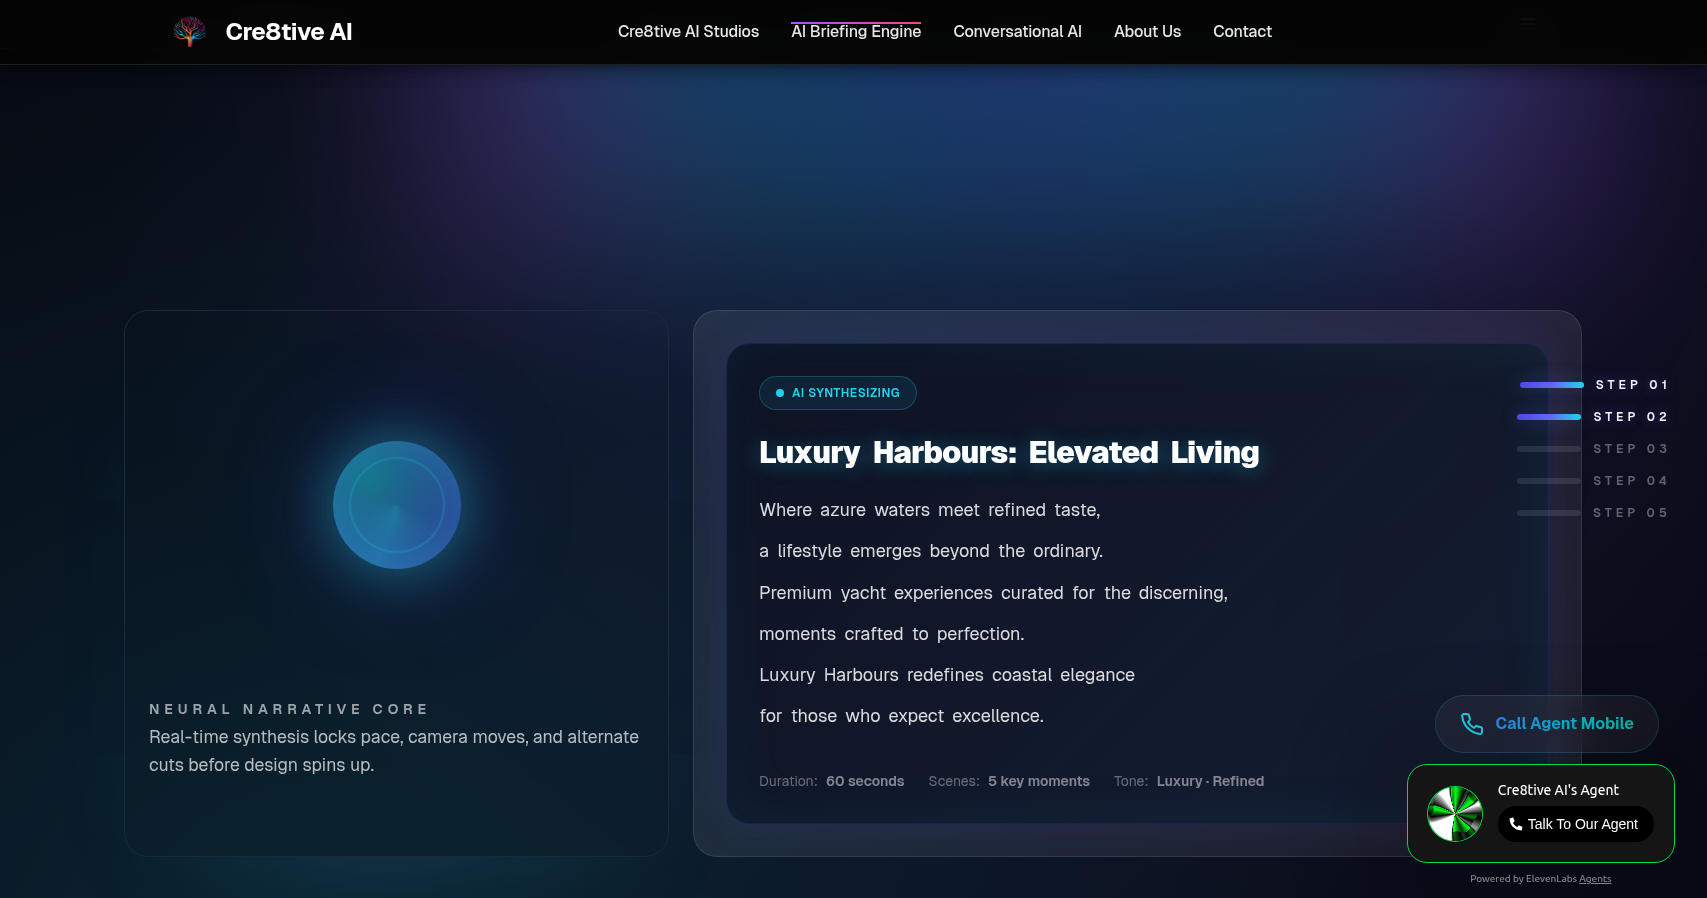 Cre8tive AI
Cre8tive AI Studios
AI Briefing Engine
Conversational AI
About Us
Contact
NEURAL NARRATIVE CORE
Real-time synthesis locks pace, camera moves, and alternate
cuts before design spins up.
AI SYNTHESIZING
Luxury Harbours: Elevated Living
Where azure waters meet refined taste,
a lifestyle emerges beyond the ordinary.
Premium yacht experiences curated for the discerning,
moments crafted to perfection.
Luxury Harbours redefines coastal elegance
for those who expect excellence.
Duration: 60 seconds
Scenes: 5 key moments
Tone: Luxury · Refined
STEP 01
STEP 02
STEP 03
STEP 04
STEP 05
Call Agent Mobile
Cre8tive AI's Agent
Talk To Our Agent
Powered by ElevenLabs Agents